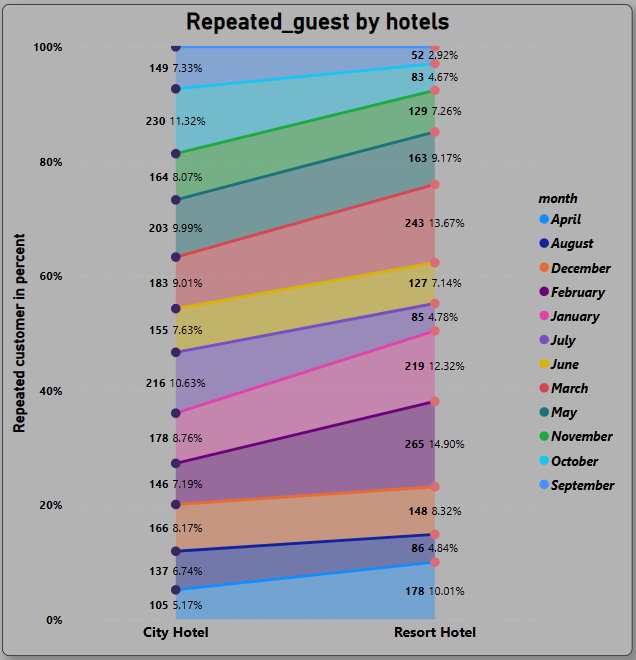 Repeated_guest by hotels
Repeated customer in percent
100%
80%
60%
40%
20%
0%
149 7.33%
230 11.32%
164 8.07%
203 9.99%
183 9.01%
155 7.63%
216 10.63%
178 8.76%
146 7.19%
166 8.17%
137 6.74%
105 5.17%
52 2.92%
83 4.67%
129 7.26%
163 9.17%
243 13.67%
127 7.14%
85 4.78%
219 12.32%
265 14.90%
148 8.32%
86 4.84%
178 10.01%
City Hotel
Resort Hotel
month
April
August
December
February
January
July
June
March
May
November
October
September